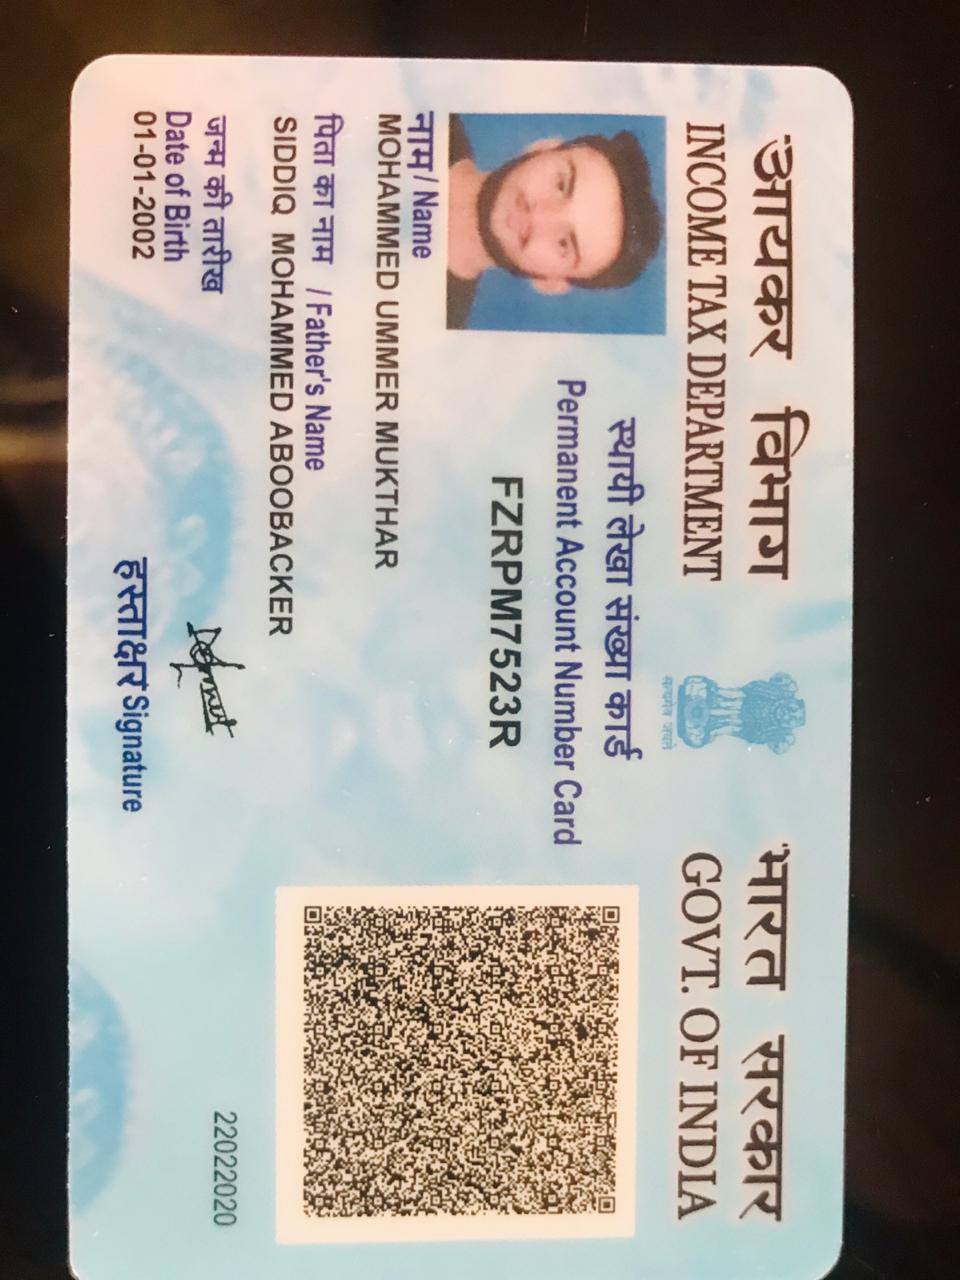 आयकर विभाग
INCOME TAX DEPARTMENT
सत्यमेव जयते
भारत सरकार
GOVT. OF INDIA
स्थायी लेखा संख्या कार्ड
Permanent Account Number Card
FZRPM7523R
नाम / Name
MOHAMMED UMMER MUKTHAR
पिता का नाम / Father's Name
SIDDIQ MOHAMMED ABOOBACKER
जन्म की तारीख
Date of Birth
01-01-2002
हस्ताक्षर Signature
22022020